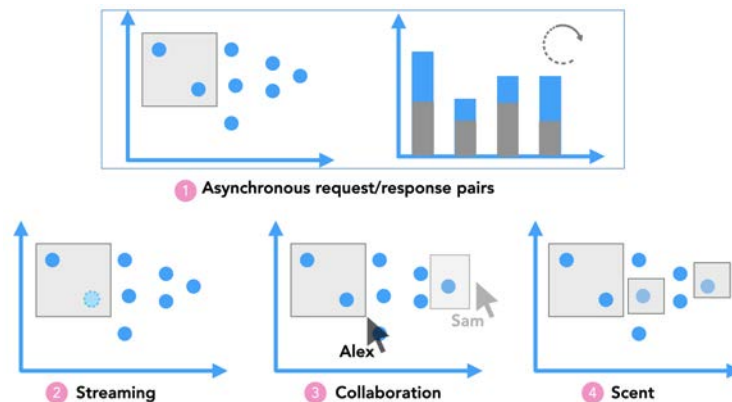 1 Asynchronous request/response pairs
Alex
Sam
2 Streaming
3 Collaboration
4 Scent